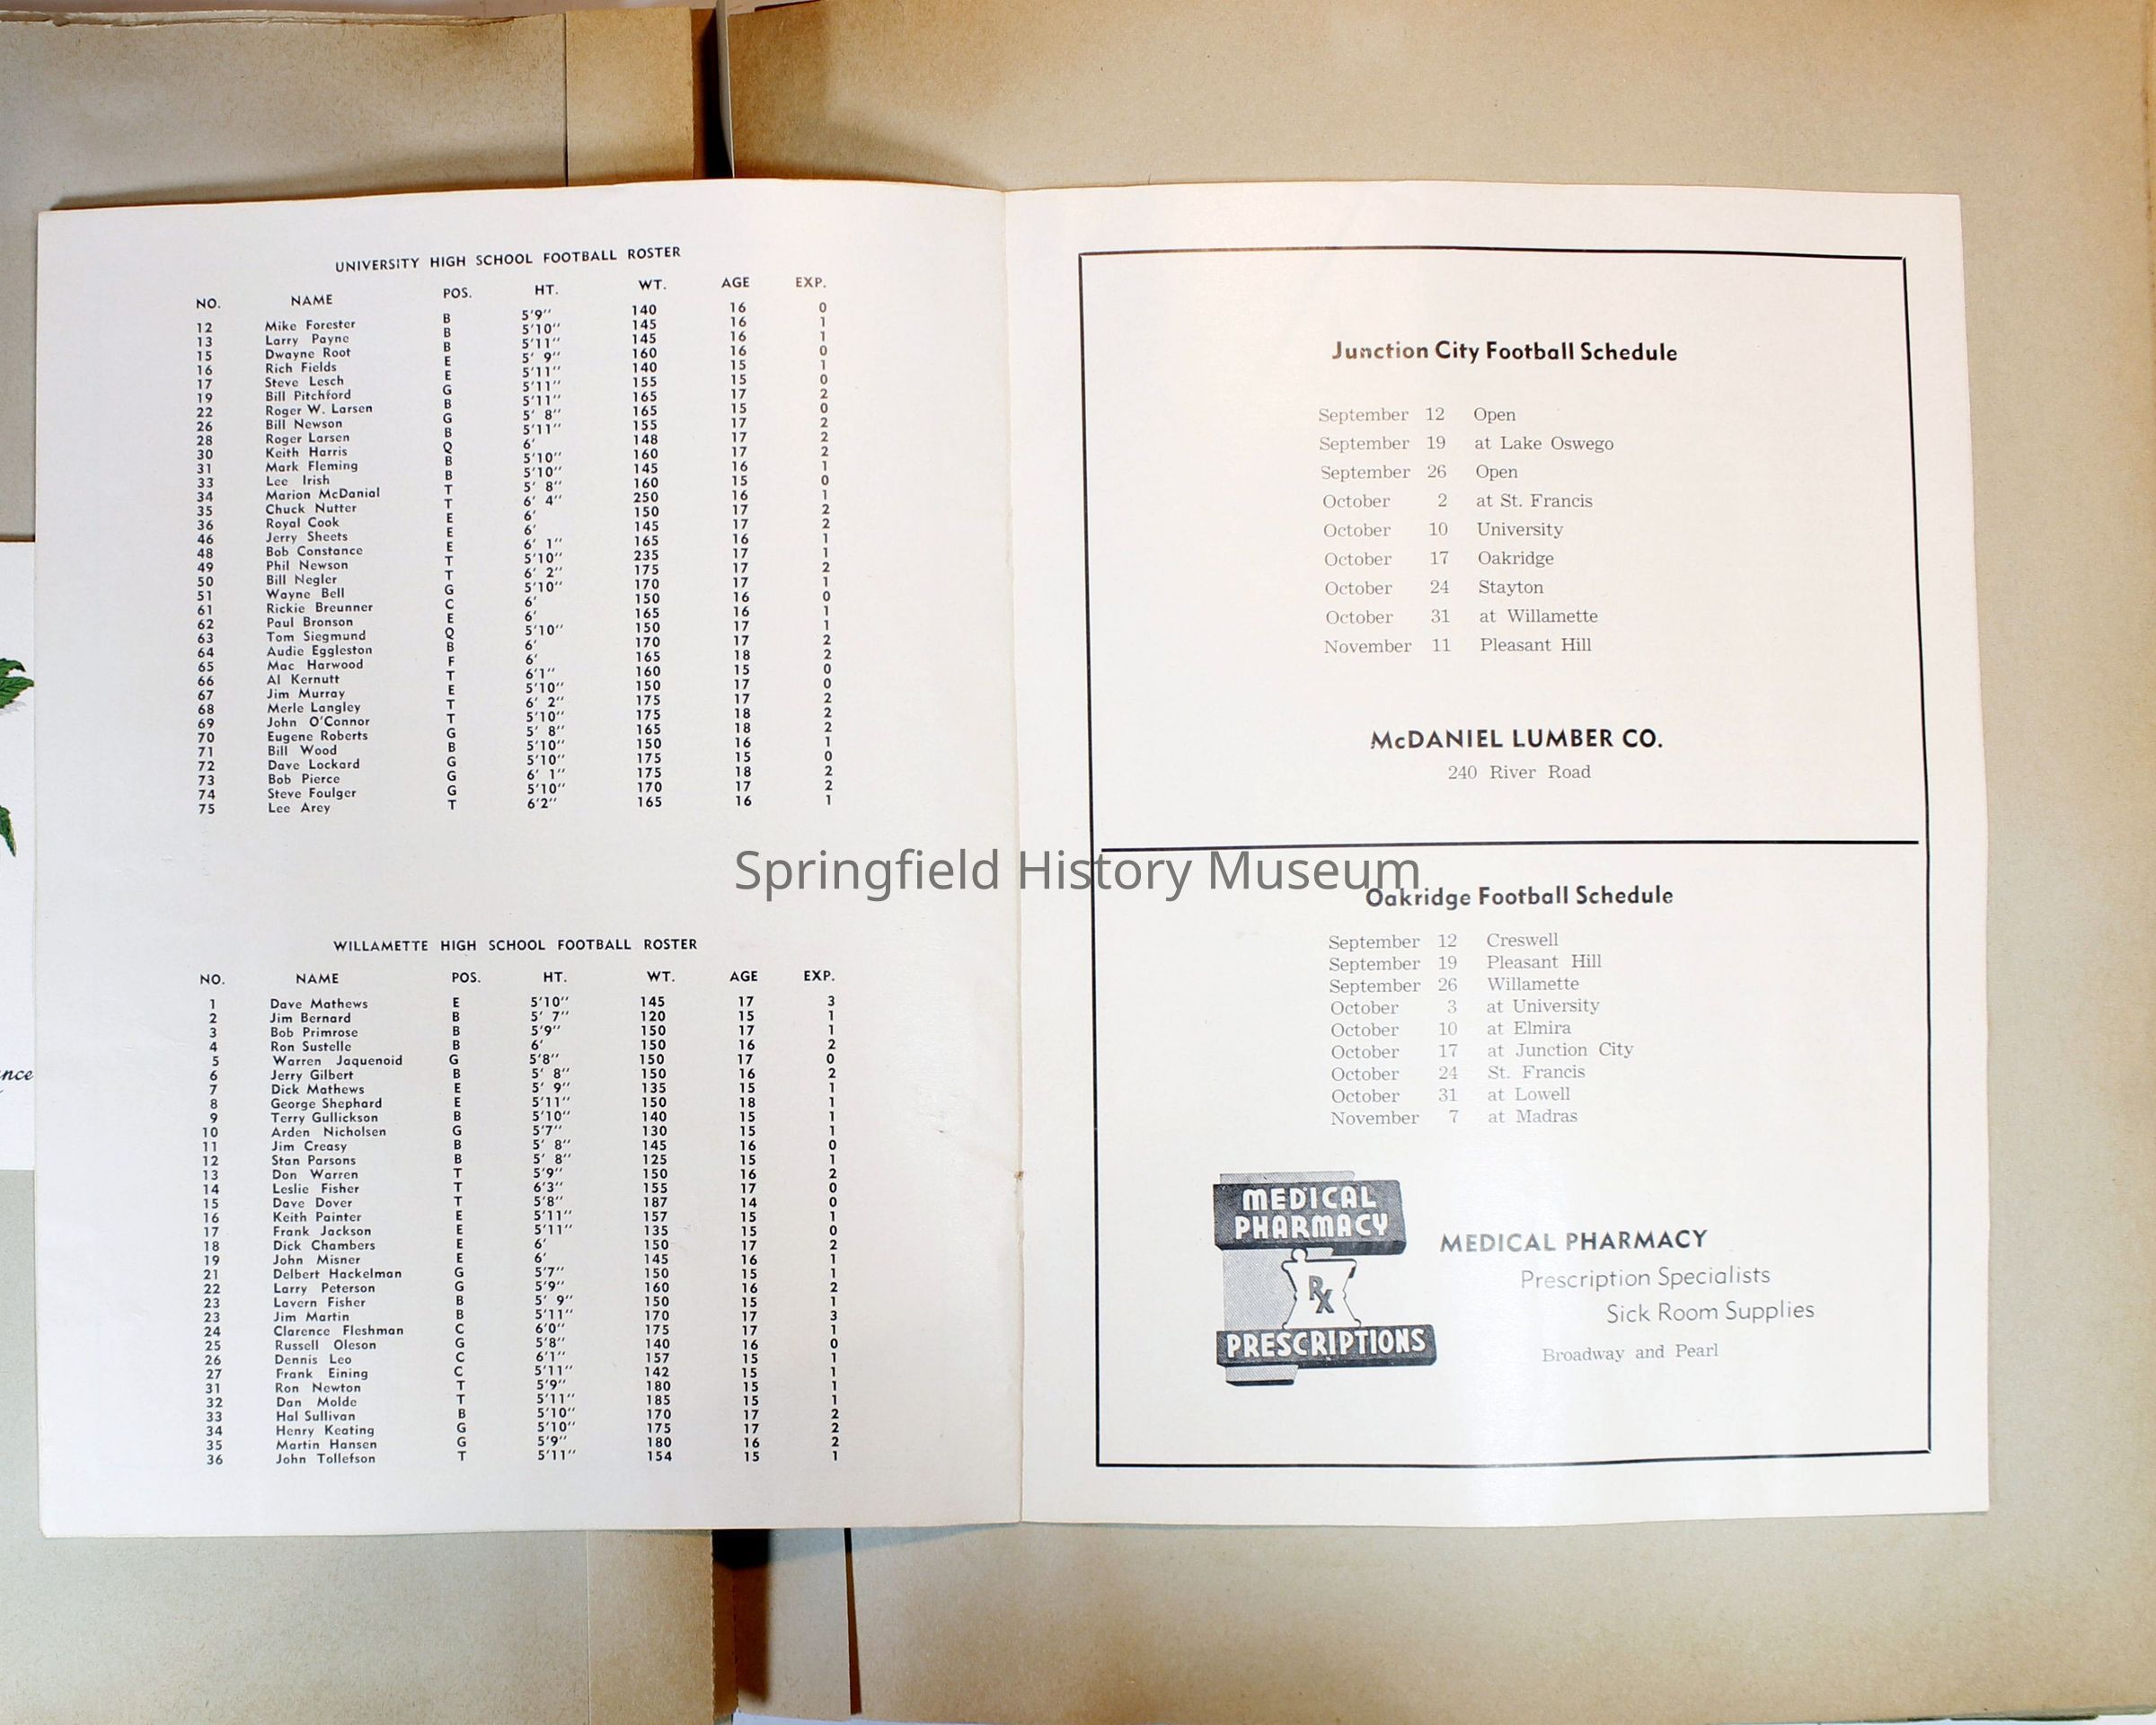 UNIVERSITY HIGH SCHOOL FOOTBALL ROSTER
NO. NAME POS. HT. WT. AGE EXP.
12 Mike Forester B 5'9" 140 16 0
13 Larry Payne B 5'10" 145 16 1
15 Dwayne Root B 5'11" 145 16 1
16 Rich Fields E 5' 9" 160 16 0
17 Steve Lesch E 5'11" 140 15 1
19 Bill Pitchford G 5'11" 155 15 0
22 Roger W. Larsen B 5'11" 165 17 2
26 Bill Newson G 5' 8" 165 15 0
28 Roger Larsen B 5'11" 155 17 2
30 Keith Harris Q 6' 148 17 2
31 Mark Fleming B 5'10" 160 17 2
33 Lee Irish B 5'10" 145 16 1
34 Marion McDanial T 5' 8" 160 15 0
35 Chuck Nutter T 6' 4" 250 16 1
36 Royal Cook E 6' 150 17 2
46 Jerry Sheets E 6' 145 17 2
48 Bob Constance E 6' 1" 165 16 1
49 Phil Newson T 5'10" 235 17 1
50 Bill Negler T 6' 2" 175 17 2
51 Wayne Bell G 5'10" 170 17 1
61 Rickie Breunner C 6' 150 16 0
62 Paul Bronson E 6' 165 16 1
63 Tom Siegmund Q 5'10" 150 17 1
64 Audie Eggleston B 6' 170 17 2
65 Mac Harwood F 6' 165 18 2
66 Al Kernutt T 6'1" 160 15 0
67 Jim Murray E 5'10" 150 17 0
68 Merle Langley T 6' 2" 175 17 2
69 John O'Connor T 5'10" 175 18 2
70 Eugene Roberts G 5' 8" 165 18 2
71 Bill Wood B 5'10" 150 16 1
72 Dave Lockard G 5'10" 175 15 0
73 Bob Pierce G 6' 1" 175 18 2
74 Steve Foulger G 5'10" 170 17 2
75 Lee Arey T 6'2" 165 16 1
WILLAMETTE HIGH SCHOOL FOOTBALL ROSTER
NO. NAME POS. HT. WT. AGE EXP.
1 Dave Mathews E 5'10" 145 17 3
2 Jim Bernard B 5' 7" 120 15 1
3 Bob Primrose B 5'9" 150 17 1
4 Ron Sustelle B 6' 150 16 2
5 Warren Jaquenoid G 5'8" 150 17 0
6 Jerry Gilbert B 5' 8" 150 16 2
7 Dick Mathews E 5' 9" 135 15 1
8 George Shephard E 5'11" 150 18 1
9 Terry Gullickson B 5'10" 140 15 1
10 Arden Nicholsen G 5'7" 130 15 1
11 Jim Creasy B 5' 8" 145 16 0
12 Stan Parsons B 5' 8" 125 15 1
13 Don Warren T 5'9" 150 16 2
14 Leslie Fisher T 6'3" 155 17 0
15 Dave Dover T 5'8" 187 14 0
16 Keith Painter E 5'11" 157 15 1
17 Frank Jackson E 5'11" 135 15 0
18 Dick Chambers E 6' 150 17 2
19 John Misner E 6' 145 16 1
21 Delbert Hackelman G 5'7" 150 15 1
22 Larry Peterson G 5'9" 160 16 2
23 Lavern Fisher B 5' 9" 150 15 1
23 Jim Martin B 5'11" 170 17 3
24 Clarence Fleshman C 6'0" 175 17 1
25 Russell Oleson G 5'8" 140 16 0
26 Dennis Leo C 6'1" 157 15 1
27 Frank Eining C 5'11" 142 15 1
31 Ron Newton T 5'9" 180 15 1
32 Dan Molde T 5'11" 185 15 1
33 Hal Sullivan B 5'10" 170 17 2
34 Henry Keating G 5'10" 175 17 2
35 Martin Hansen G 5'9" 180 16 2
36 John Tollefson T 5'11" 154 15 1
Junction City Football Schedule
September 12 Open
September 19 at Lake Oswego
September 26 Open
October 2 at St. Francis
October 10 University
October 17 Oakridge
October 24 Stayton
October 31 at Willamette
November 11 Pleasant Hill
McDANIEL LUMBER CO.
240 River Road
Springfield History Museum
Oakridge Football Schedule
September 12 Creswell
September 19 Pleasant Hill
September 26 Willamette
October 3 at University
October 10 at Elmira
October 17 at Junction City
October 24 St. Francis
October 31 at Lowell
November 7 at Madras
MEDICAL
PHARMACY
Rx
PRESCRIPTIONS
MEDICAL PHARMACY
Prescription Specialists
Sick Room Supplies
Broadway and Pearl